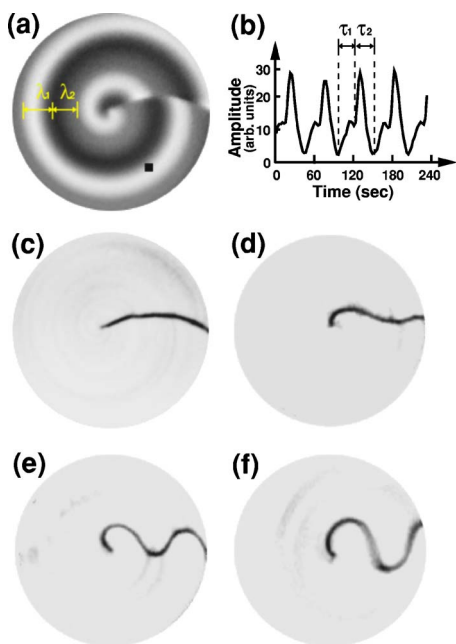 (a)
λ₁ λ₂
(b)
τ₁ τ₂
Amplitude
(arb. units)
30
20
10
0
0 60 120 180 240
Time (sec)
(c)
(d)
(e)
(f)